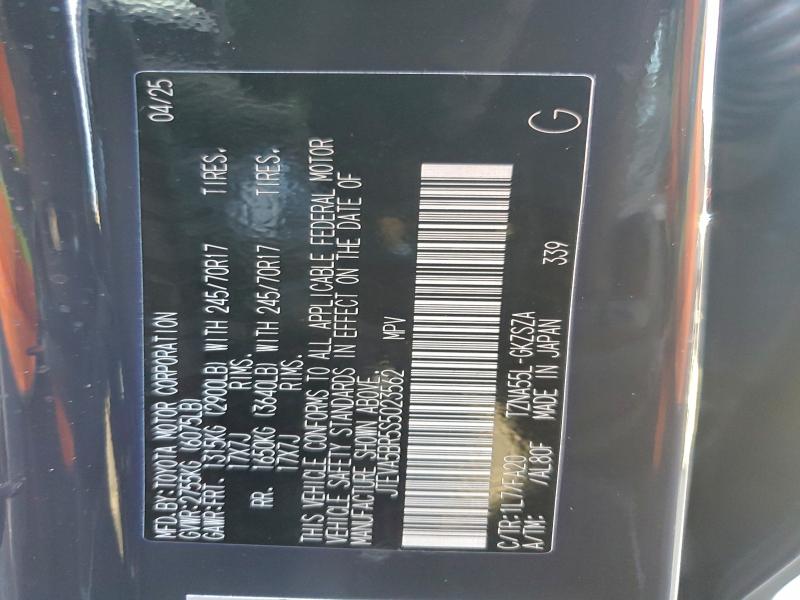 MFD.BY:TOYOTA MOTOR CORPORATION 04/25
GVWR:2755KG (6075LB)
GAWR:FRT. 1315KG (2900LB) WITH 245/70R17 TIRES.
17X7J RIMS.
RR. 1650KG (3640LB) WITH 245/70R17 TIRES.
17X7J RIMS.
THIS VEHICLE CONFORMS TO ALL APPLICABLE FEDERAL MOTOR
VEHICLE SAFETY STANDARDS IN EFFECT ON THE DATE OF
MANUFACTURE SHOWN ABOVE.
JTEVA5BR5S5023562 MPV
C/TR:1L7/FA20 TZNA55L-GKZSZA
A/TM: /AL80F MADE IN JAPAN 339 G